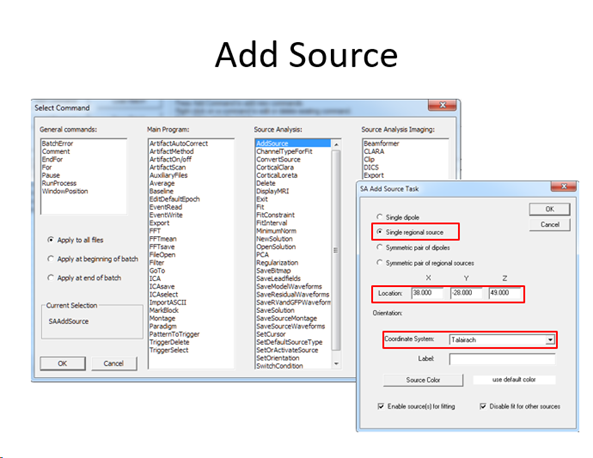 Add Source
Select Command
General commands:
BatchError
Comment
EndFor
For
Pause
RunProcess
WindowPosition
Apply to all files
Apply at beginning of batch
Apply at end of batch
Current Selection
SAAddSource
OK
Cancel
Main Program:
ArtifactAutoCorrect
ArtifactMethod
ArtifactOn/off
ArtifactScan
AuxiliaryFiles
Average
Baseline
EditDefaultEpoch
EventRead
EventWrite
Export
FFT
FFTmean
FFTsave
FileOpen
Filter
GoTo
ICA
ICAsave
ICAselect
ImportASCII
MarkBlock
Montage
Paradigm
PatternToTrigger
TriggerDelete
TriggerSelect
Source Analysis:
AddSource
ChannelTypeForFit
ConvertSource
CorticalClara
CorticalLoreta
Delete
DisplayMRI
Exit
Fit
FitConstraint
FitInterval
MinimumNorm
NewSolution
OpenSolution
PCA
Regularization
SaveBitmap
SaveLeadfields
SaveModelWaveforms
SaveResidualWaveforms
SaveRVandGFPWavefor
SaveSolution
SaveSourceMontage
SaveSourceWaveforms
SetCursor
SetDefaultSourceType
SetOrActivateSource
SetOrientation
SwitchCondition
Source Analysis Imaging:
Beamformer
CLARA
Clip
DICS
Export
SA Add Source Task
Single dipole
Single regional source
Symmetric pair of dipoles
Symmetric pair of regional sources
OK
Cancel
X Y Z
Location: 38.000 -28.000 49.000
Orientation:
Coordinate System: Talairach
Label:
Source Color use default color
Enable source(s) for fitting Disable fit for other sources